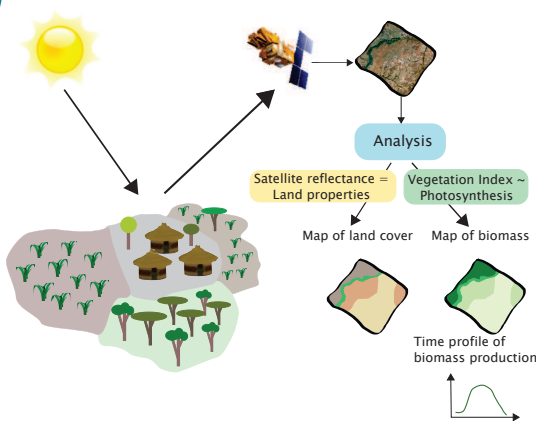 Analysis
Satellite reflectance =
Land properties
Vegetation Index ~
Photosynthesis
Map of land cover
Map of biomass
Time profile of
biomass production